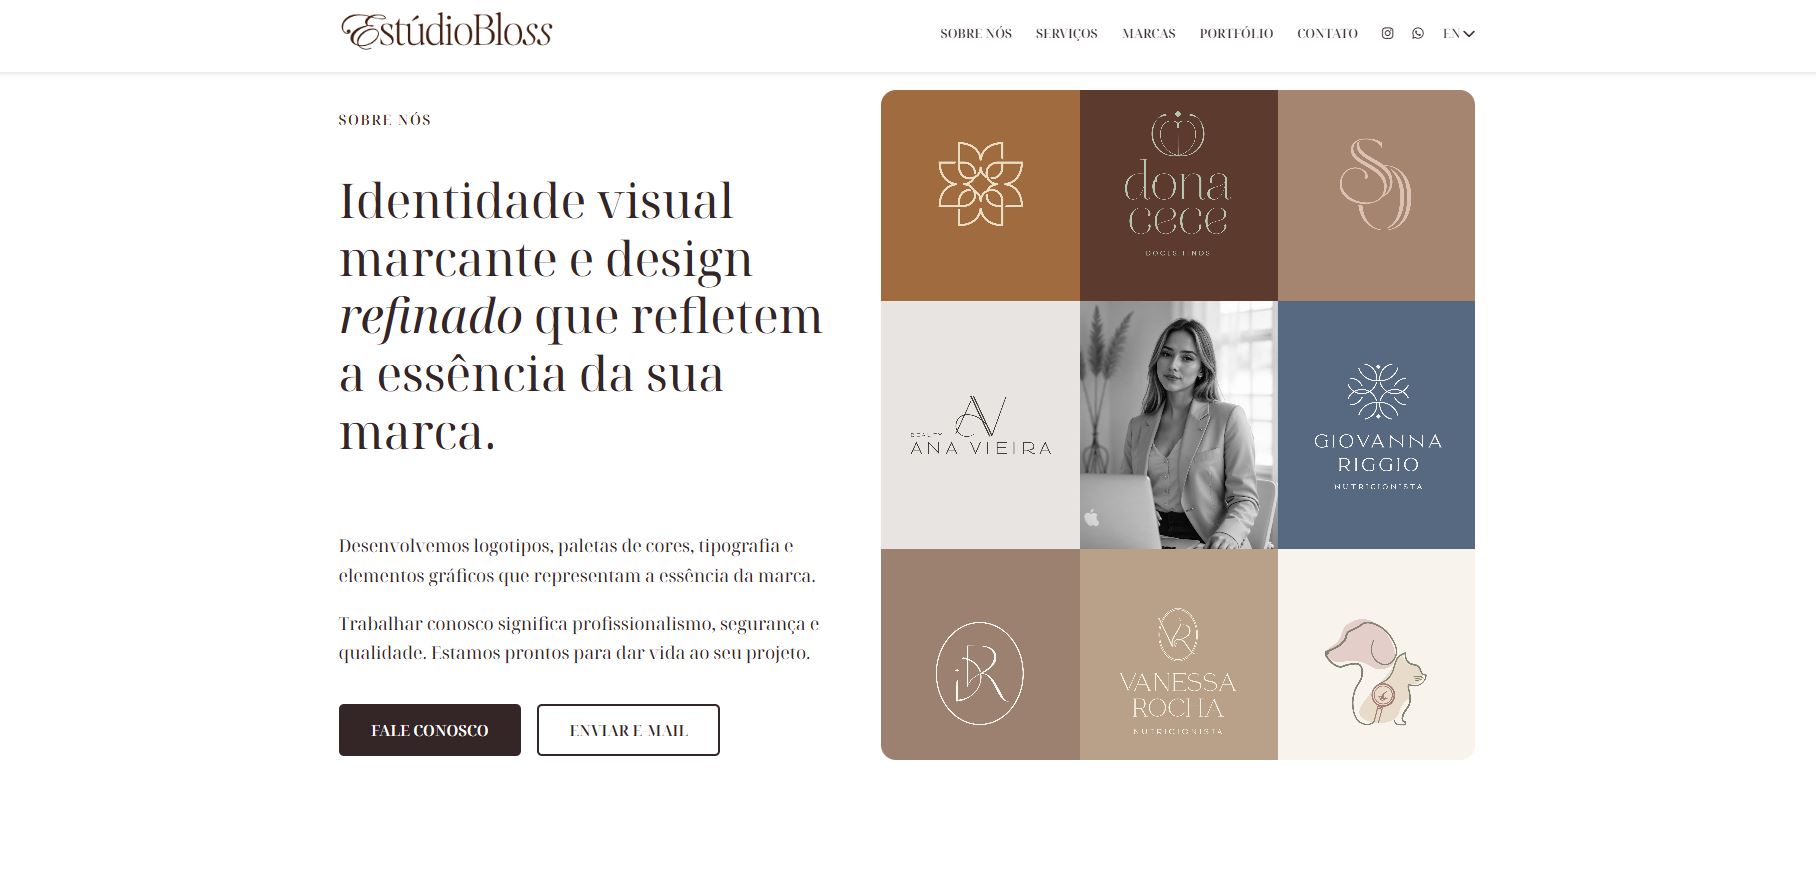 EstúdioBloss
SOBRE NÓS
SERVIÇOS
MARCAS
PORTFÓLIO
CONTATO
EN
SOBRE NÓS
Identidade visual
marcante e design
refinado que refletem
a essência da sua
marca.
Desenvolvemos logotipos, paletas de cores, tipografia e
elementos gráficos que representam a essência da marca.
Trabalhar conosco significa profissionalismo, segurança e
qualidade. Estamos prontos para dar vida ao seu projeto.
FALE CONOSCO
ENVIAR E-MAIL
dona
cece
DOCES FINOS
AV
BEAUTY
ANA VIEIRA
GIOVANNA
RIGGIO
NUTRICIONISTA
VR
VANESSA
ROCHA
NUTRICIONISTA